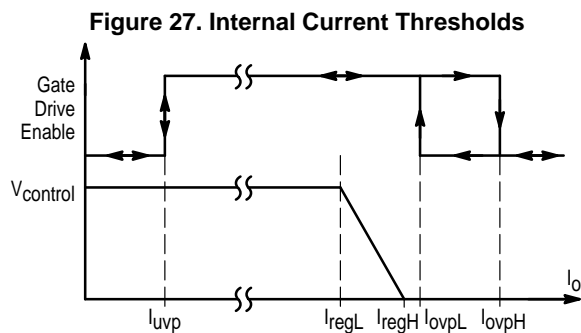 Figure 27. Internal Current Thresholds
Gate
Drive
Enable
Vcontrol
Io
Iuvp
IregL
IregH
IovpL
IovpH